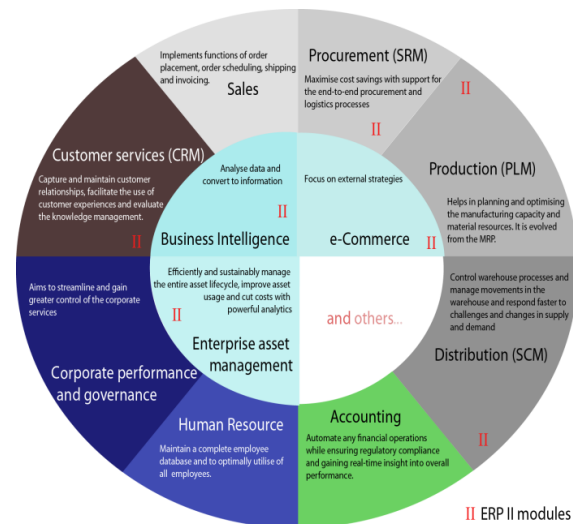 Implements functions of order
placement, order scheduling, shipping
and invoicing.
Sales
Procurement (SRM)
Maximise cost savings with support for
the end-to-end procurement and
logistics processes
II
II
Customer services (CRM)
Capture and maintain customer
relationships, facilitate the use of
customer experiences and evaluate
the knowledge management.
II
Analyse data and
convert to information
II
Business Intelligence
Focus on external strategies
e-Commerce
II
Production (PLM)
Helps in planning and optimising
the manufacturing capacity and
material resources. It is evolved
from the MRP.
Aims to streamline and gain
greater control of the corporate
services
Corporate performance
and governance
Efficiently and sustainably manage
the entire asset lifecycle, improve asset
usage and cut costs with
powerful analytics
II
Enterprise asset
management
and others...
Control warehouse processes and
manage movements in the
warehouse and respond faster to
challenges and changes in supply
and demand
Distribution (SCM)
II
Human Resource
Maintain a complete employee
database and to optimally utilise of
all employees.
Accounting
Automate any financial operations
while ensuring regulatory compliance
and gaining real-time insight into overall
performance.
II ERP II modules